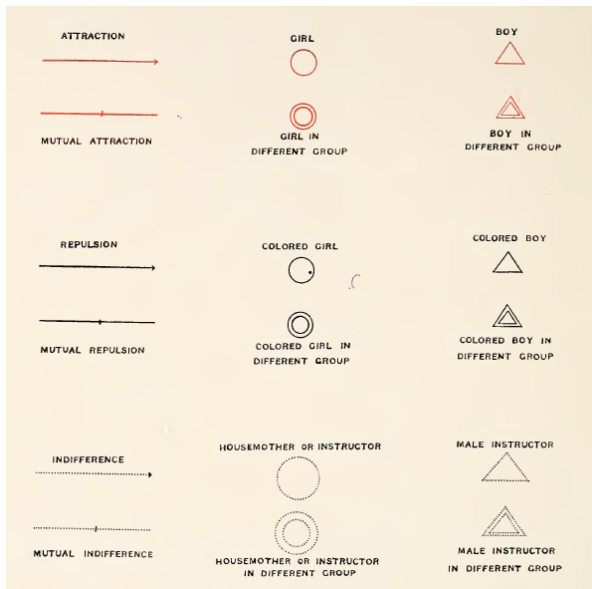 ATTRACTION
GIRL
BOY
MUTUAL ATTRACTION
GIRL IN
DIFFERENT GROUP
BOY IN
DIFFERENT GROUP
REPULSION
COLORED GIRL
COLORED BOY
MUTUAL REPULSION
COLORED GIRL IN
DIFFERENT GROUP
COLORED BOY IN
DIFFERENT GROUP
INDIFFERENCE
HOUSEMOTHER OR INSTRUCTOR
MALE INSTRUCTOR
MUTUAL INDIFFERENCE
HOUSEMOTHER OR INSTRUCTOR
IN DIFFERENT GROUP
MALE INSTRUCTOR
IN DIFFERENT GROUP